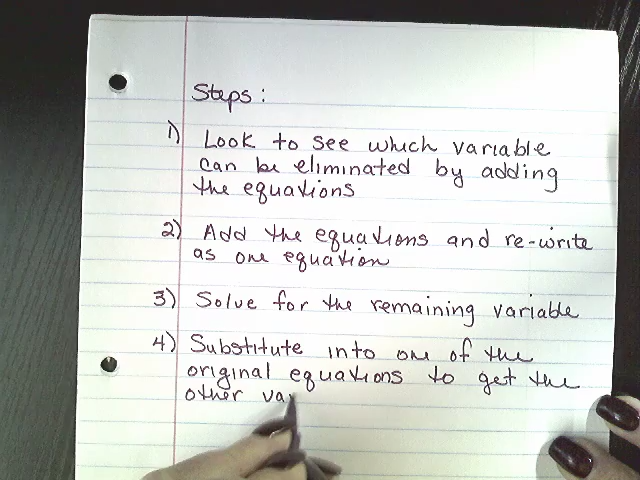 Steps:
1) Look to see which variable
can be eliminated by adding
the equations
2) Add the equations and re-write
as one equation
3) Solve for the remaining variable
4) Substitute into one of the
original equations to get the
other va